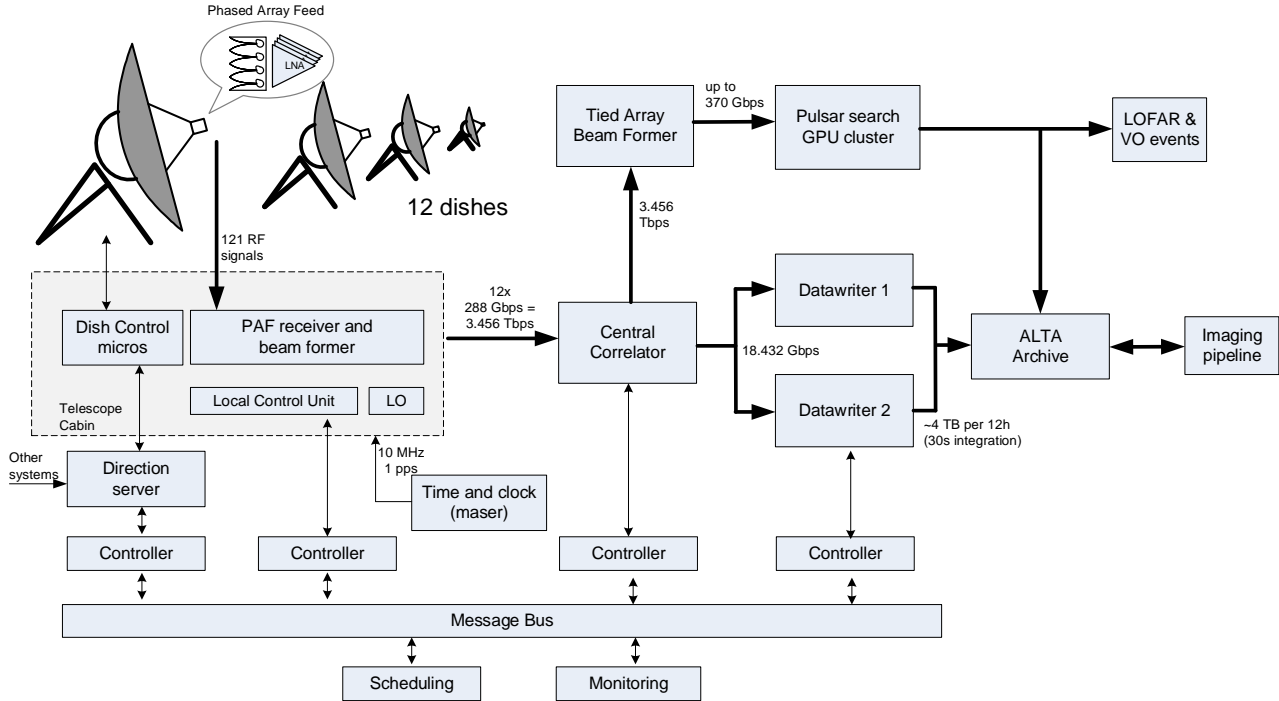 Phased Array Feed
LNA
12 dishes
121 RF
signals
Tied Array
Beam Former
up to
370 Gbps
Pulsar search
GPU cluster
LOFAR &
VO events
3.456
Tbps
12x
288 Gbps =
3.456 Tbps
Dish Control
micros
PAF receiver and
beam former
Local Control Unit
LO
Telescope
Cabin
Central
Correlator
18.432 Gbps
Datawriter 1
Datawriter 2
~4 TB per 12h
(30s integration)
ALTA
Archive
Imaging
pipeline
Other
systems
Direction
server
10 MHz
1 pps
Time and clock
(maser)
Controller
Controller
Controller
Controller
Message Bus
Scheduling
Monitoring